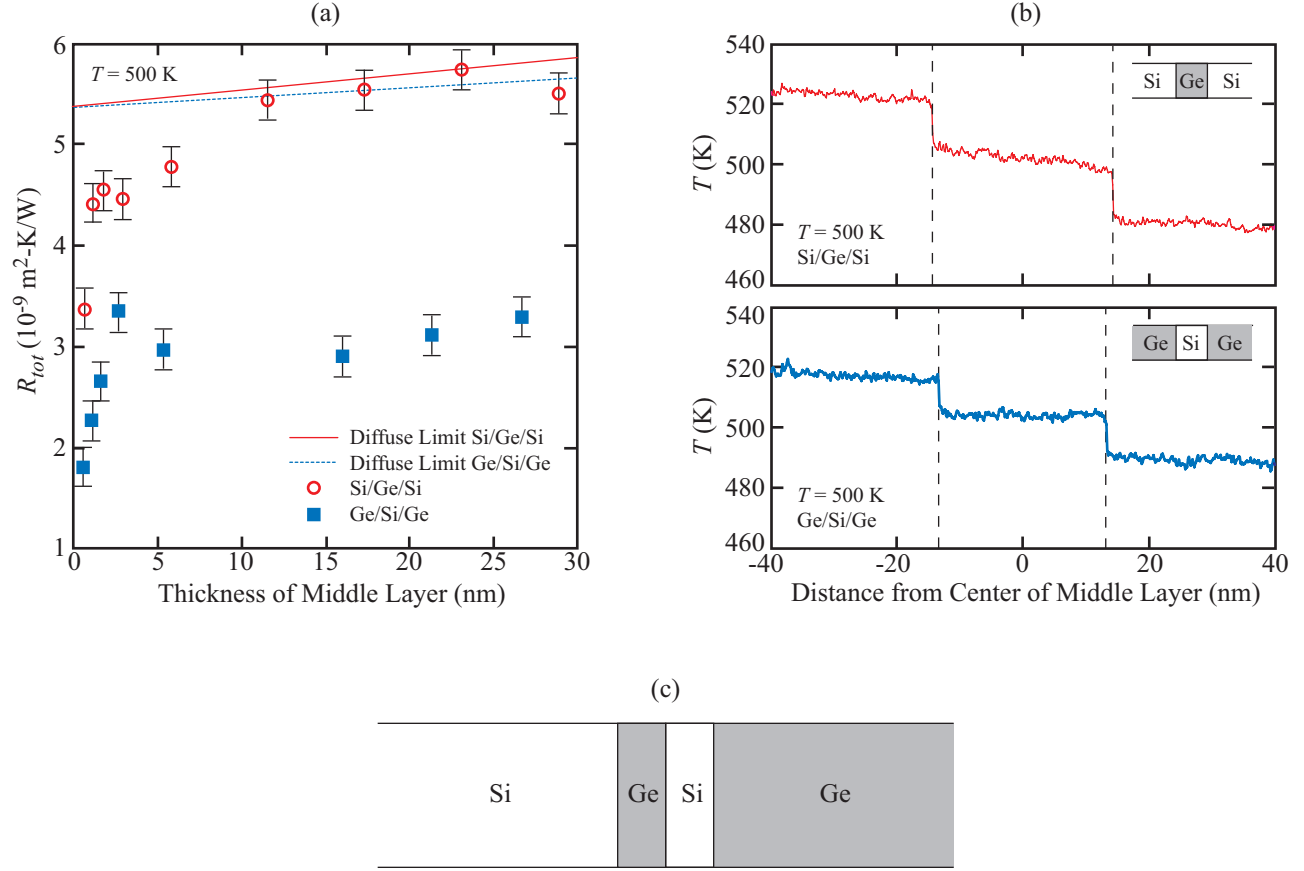 (a)
6
5
4
3
2
1
0
5
10
15
20
25
30
T = 500 K
R_tot (10^-9 m^2-K/W)
Diffuse Limit Si/Ge/Si
Diffuse Limit Ge/Si/Ge
Si/Ge/Si
Ge/Si/Ge
Thickness of Middle Layer (nm)
(b)
540
520
500
480
460
T (K)
Si Ge Si
T = 500 K
Si/Ge/Si
540
520
500
480
460
T (K)
Ge Si Ge
T = 500 K
Ge/Si/Ge
-40
-20
0
20
40
Distance from Center of Middle Layer (nm)
(c)
Si Ge Si Ge